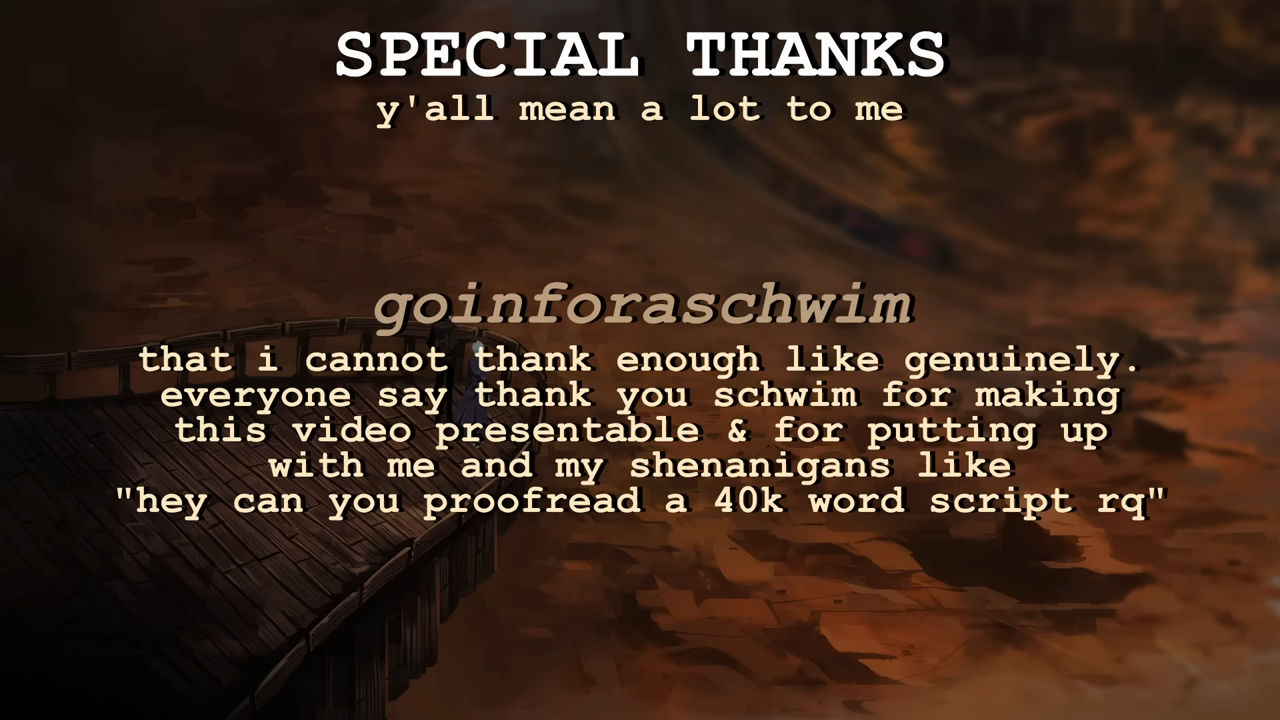 SPECIAL THANKS
y'all mean a lot to me
goinforaschwim
that i cannot thank enough like genuinely.
everyone say thank you schwim for making
this video presentable & for putting up
with me and my shenanigans like
"hey can you proofread a 40k word script rq"